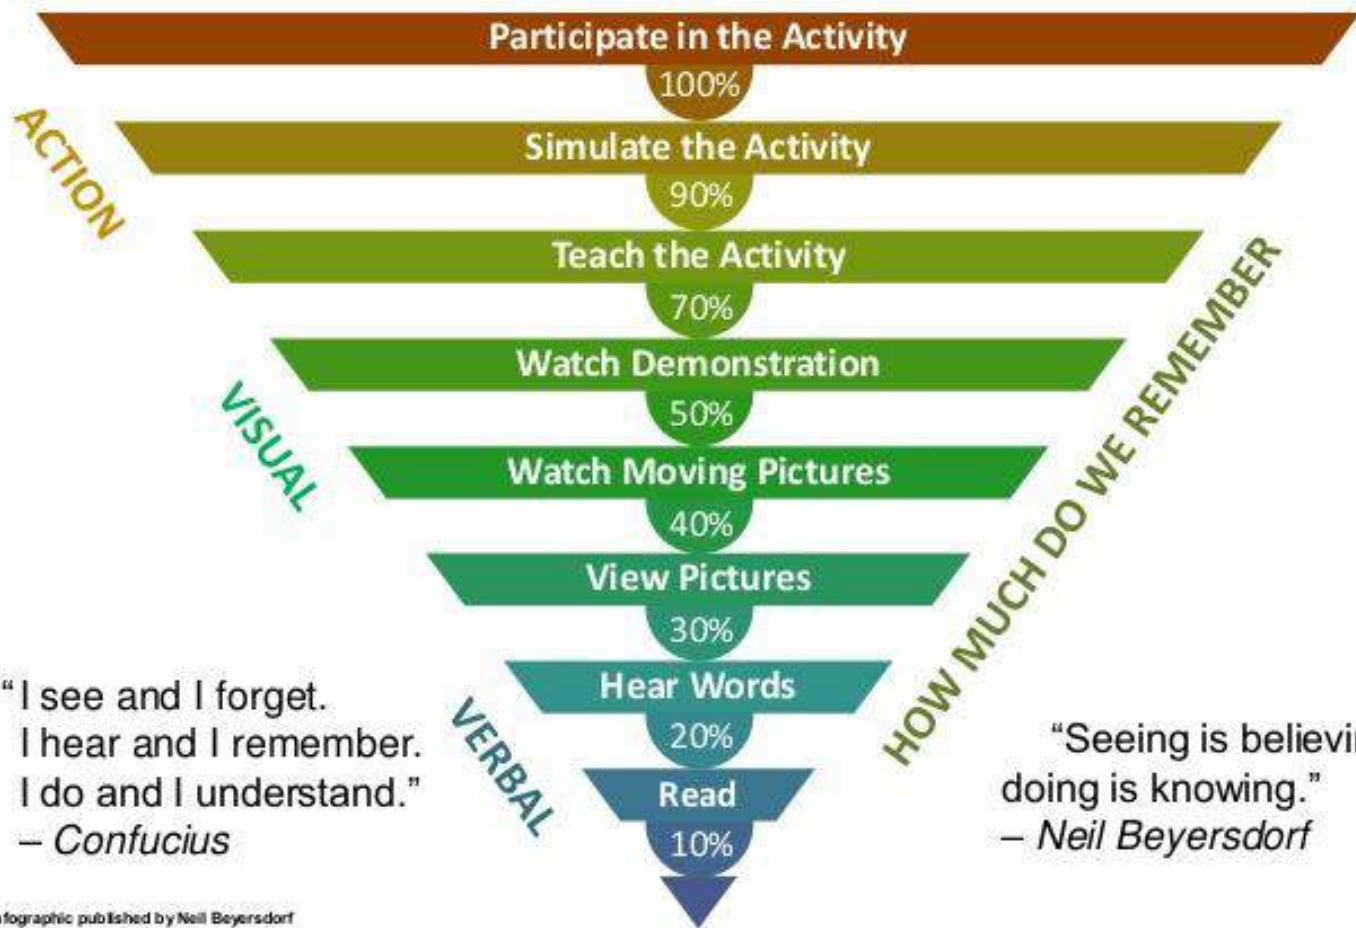 Participate in the Activity
100%
ACTION
Simulate the Activity
90%
Teach the Activity
70%
HOW MUCH DO WE REMEMBER
Watch Demonstration
50%
VISUAL
Watch Moving Pictures
40%
View Pictures
30%
Hear Words
20%
VERBAL
Read
10%
“I see and I forget.
I hear and I remember.
I do and I understand.”
– Confucius
“Seeing is
doing is knowing.”
– Neil Beyersdorf
published by Neil Beyersdorf